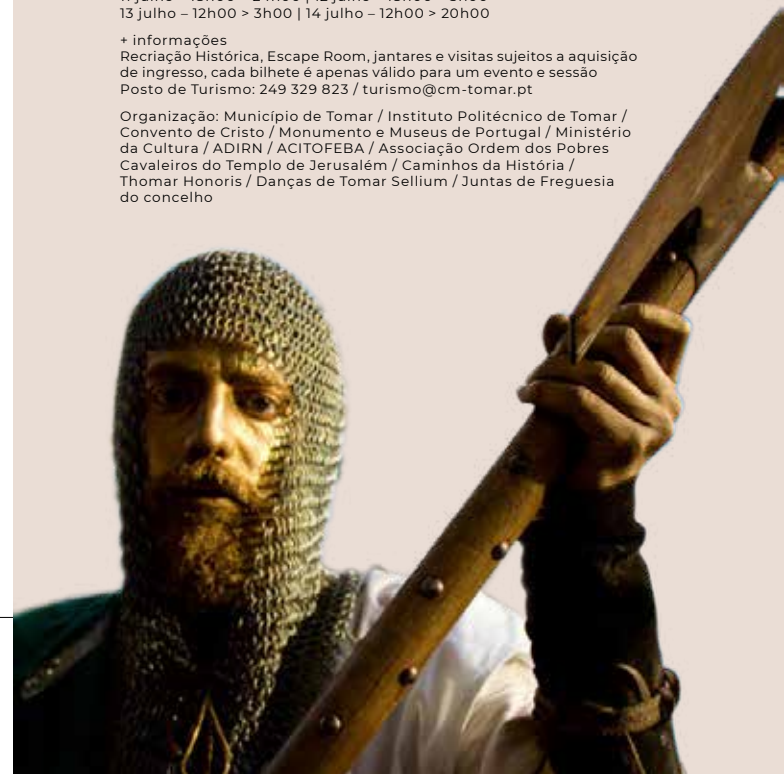 13 julho – 12h00 > 3h00 | 14 julho – 12h00 > 20h00
+ informações
Recriação Histórica, Escape Room, jantares e visitas sujeitos a aquisição
de ingresso, cada bilhete é apenas válido para um evento e sessão
Posto de Turismo: 249 329 823 / turismo@cm-tomar.pt
Organização: Município de Tomar / Instituto Politécnico de Tomar /
Convento de Cristo / Monumento e Museus de Portugal / Ministério
da Cultura / ADIRN / ACITOFEBA / Associação Ordem dos Pobres
Cavaleiros do Templo de Jerusalém / Caminhos da História /
Thomar Honoris / Danças de Tomar Sellium / Juntas de Freguesia
do concelho